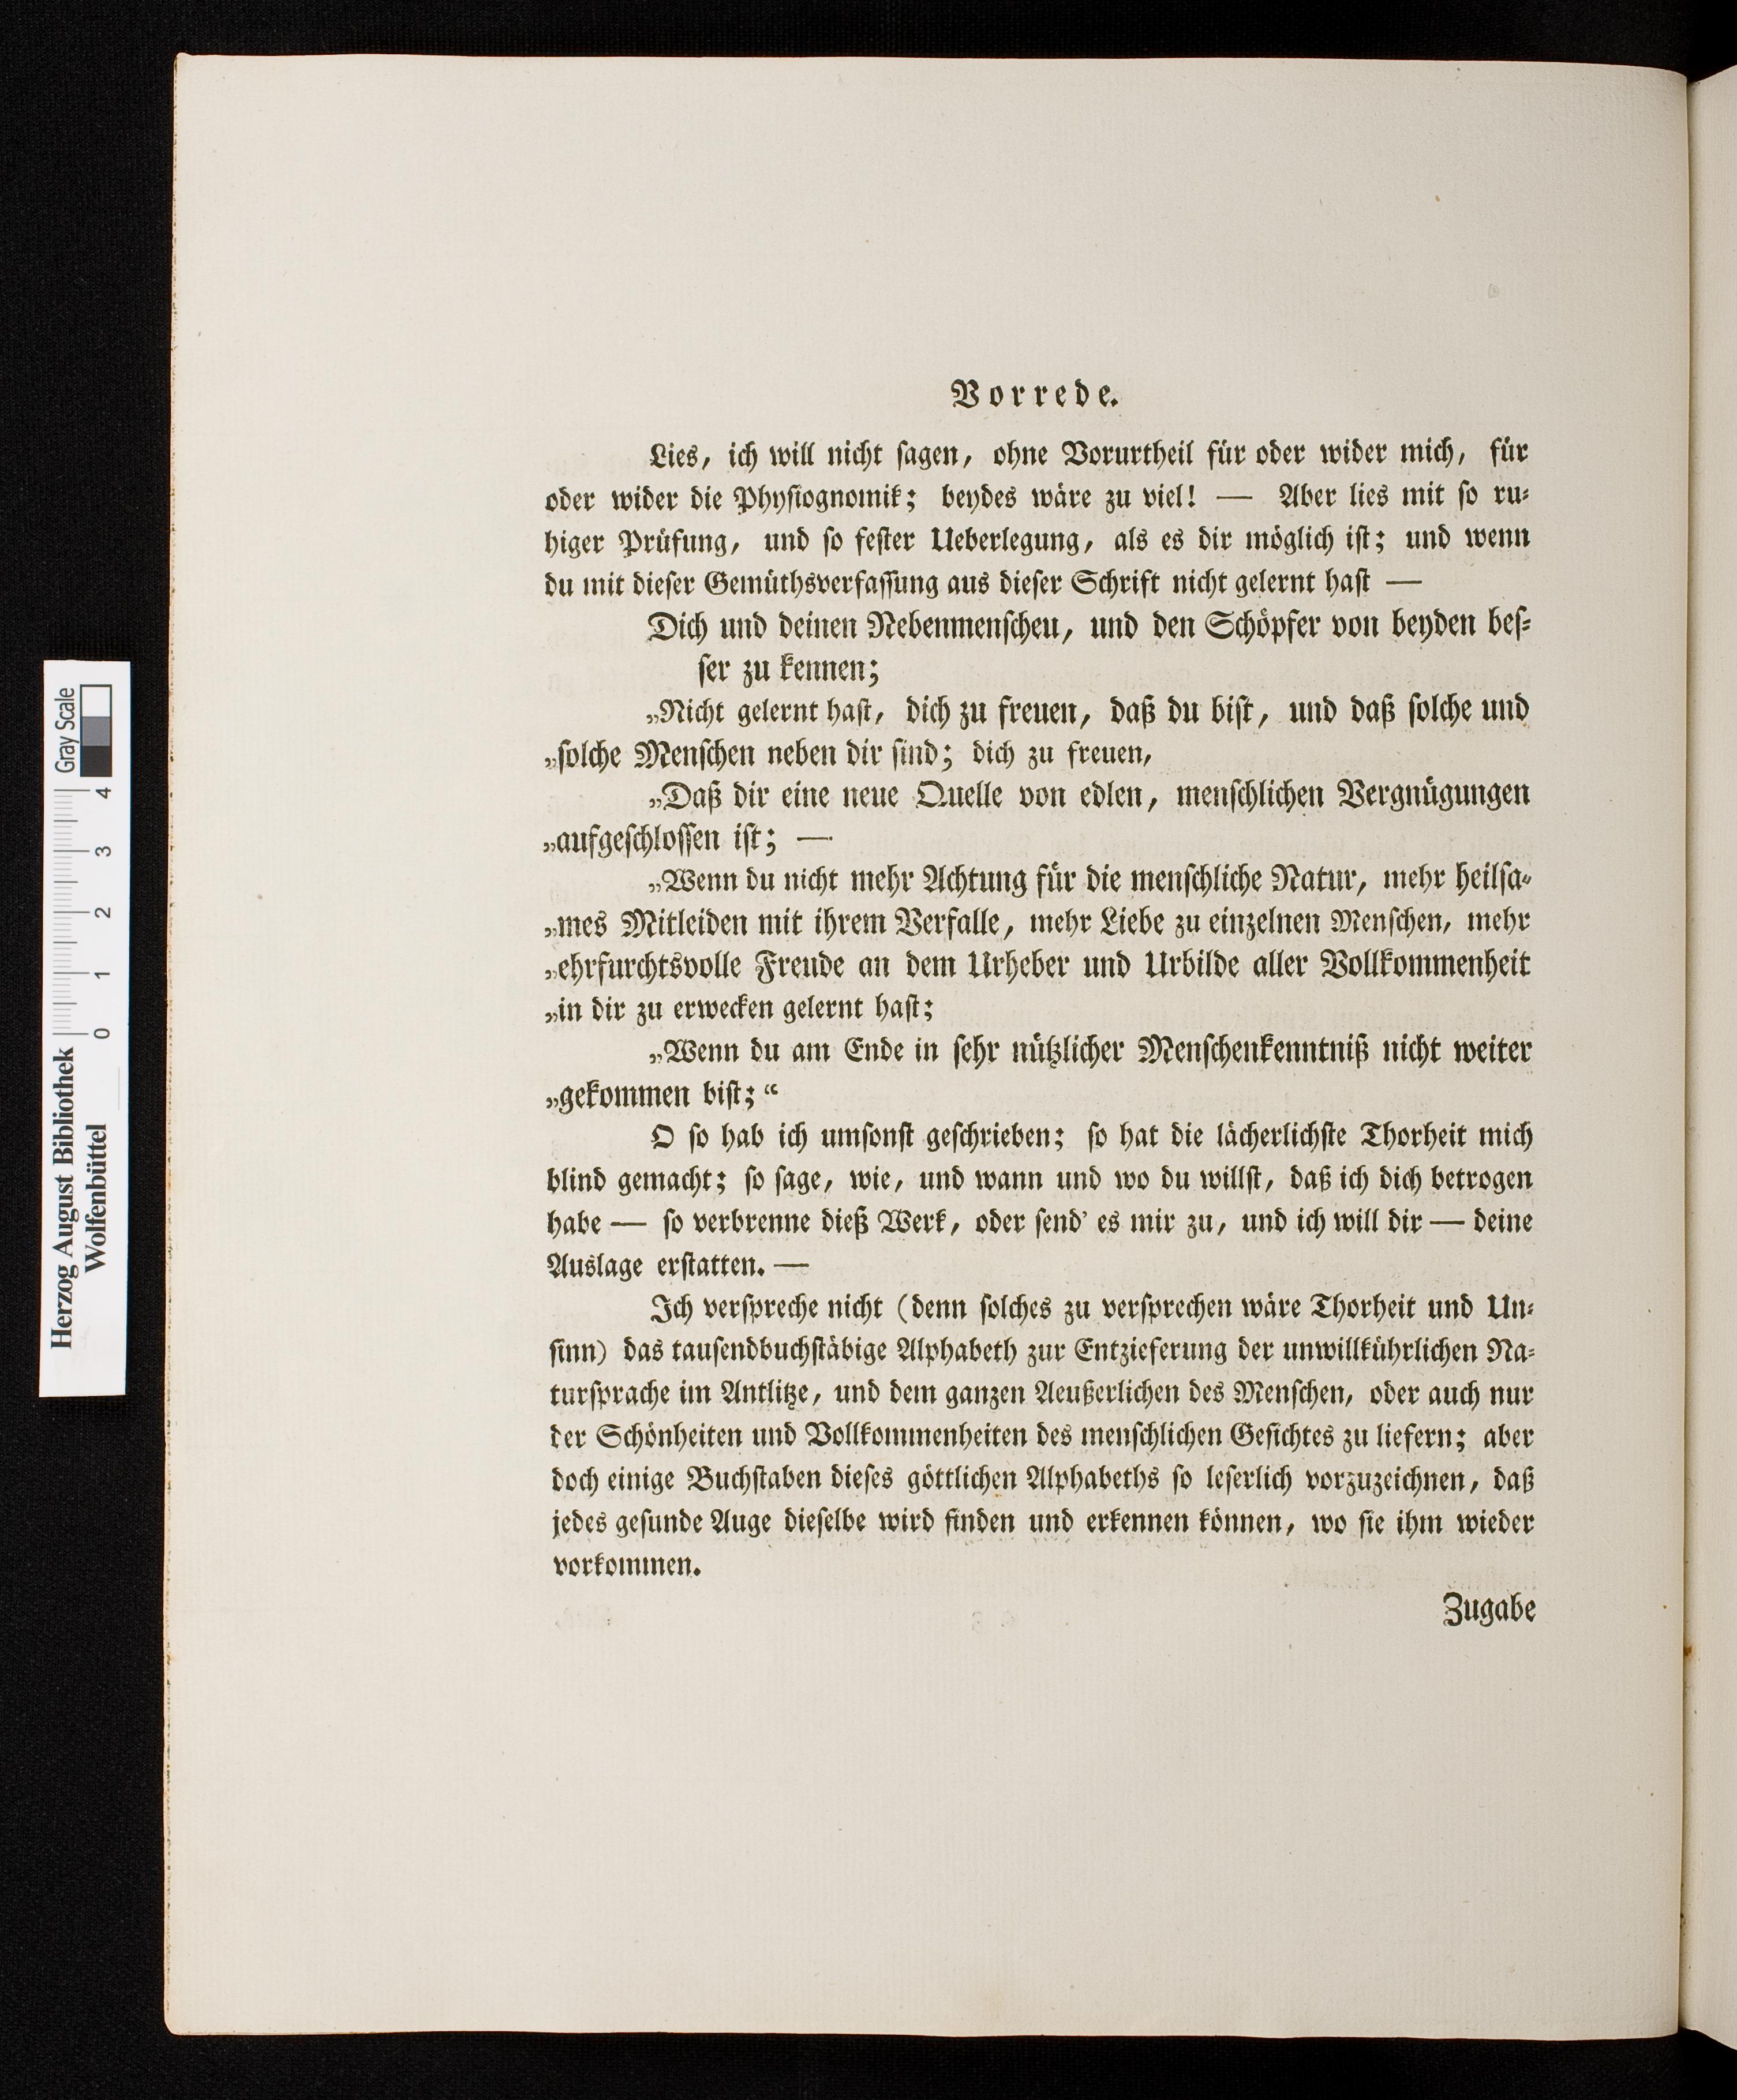 Vorrede.
Lies, ich will nicht ſagen, ohne Vorurtheil für oder wider mich, für
oder wider die Phyſiognomik; beydes wäre zu viel! — Aber lies mit ſo ru⸗
higer Prüfung, und ſo feſter Ueberlegung, als es dir möglich iſt; und wenn
du mit dieſer Gemüthsverfaſſung aus dieſer Schrift nicht gelernt haſt —
Dich und deinen Nebenmenſchen, und den Schöpfer von beyden beſ⸗
ſer zu kennen;
„Nicht gelernt haſt, dich zu freuen, daß du biſt, und daß ſolche und
„ſolche Menſchen neben dir ſind; dich zu freuen,
„Daß dir eine neue Quelle von edlen, menſchlichen Vergnügungen
„aufgeſchloſſen iſt; —
„Wenn du nicht mehr Achtung für die menſchliche Natur, mehr heilſa⸗
„mes Mitleiden mit ihrem Verfalle, mehr Liebe zu einzelnen Menſchen, mehr
„ehrfurchtsvolle Freude an dem Urheber und Urbilde aller Vollkommenheit
„in dir zu erwecken gelernt haſt;
„Wenn du am Ende in ſehr nützlicher Menſchenkenntniß nicht weiter
„gekommen biſt;“
O ſo hab ich umſonſt geſchrieben; ſo hat die lächerlichſte Thorheit mich
blind gemacht; ſo ſage, wie, und wann und wo du willſt, daß ich dich betrogen
habe — ſo verbrenne dieß Werk, oder ſend' es mir zu, und ich will dir — deine
Auslage erſtatten. —
Ich verſpreche nicht (denn ſolches zu verſprechen wäre Thorheit und Un⸗
ſinn) das tauſendbuchſtäbige Alphabeth zur Entzieferung der unwillkührlichen Na⸗
turſprache im Antlitze, und dem ganzen Aeußerlichen des Menſchen, oder auch nur
der Schönheiten und Vollkommenheiten des menſchlichen Geſichtes zu liefern; aber
doch einige Buchſtaben dieſes göttlichen Alphabeths ſo leſerlich vorzuzeichnen, daß
jedes geſunde Auge dieſelbe wird finden und erkennen können, wo ſie ihm wieder
vorkommen.
Zugabe
Herzog August Bibliothek
Wolfenbüttel
0 1 2 3 4
Gray Scale